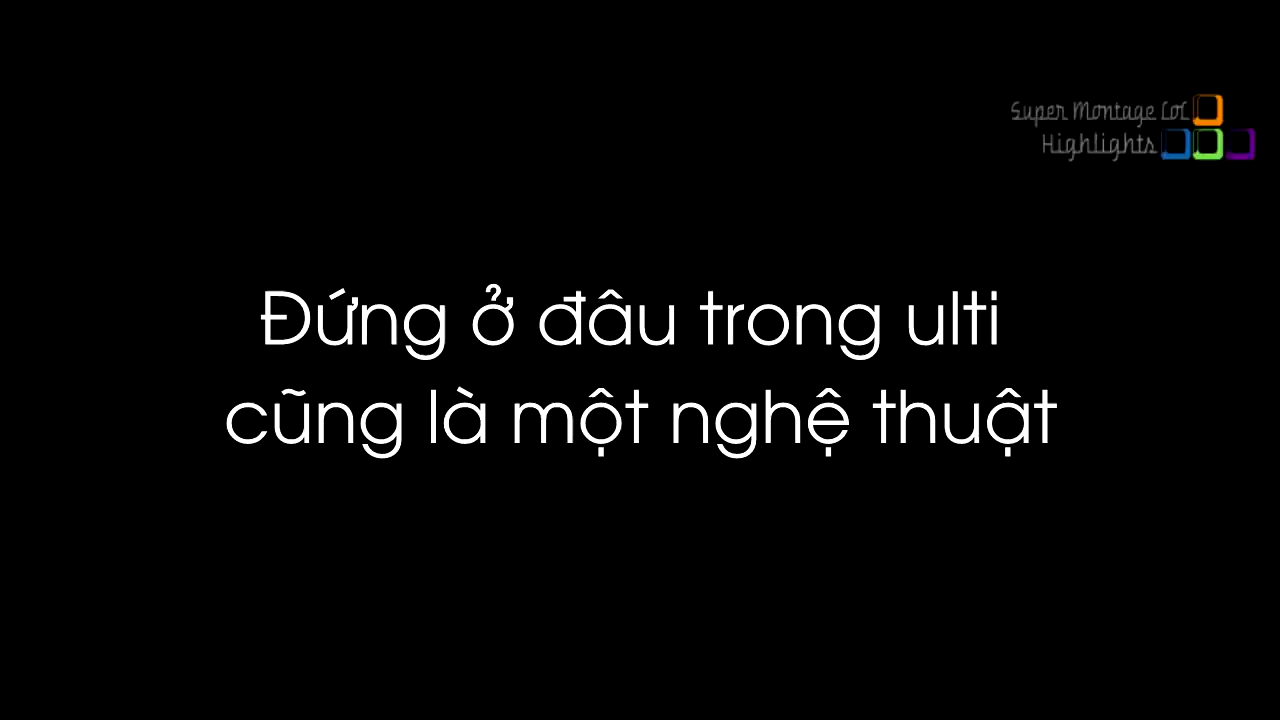 Super Montage LoL
Highlights
Đứng ở đâu trong ulti
cũng là một nghệ thuật